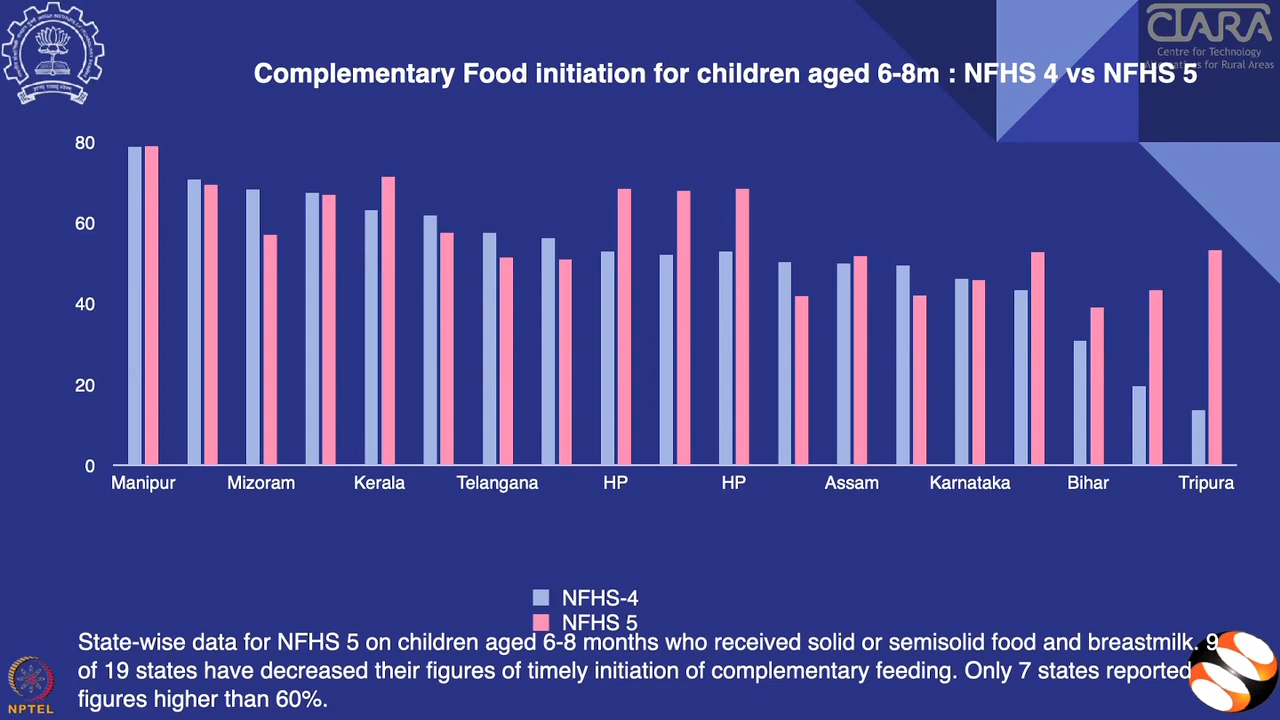 CTARA
Centre for Technology
Alternatives for Rural Areas
Complementary Food initiation for children aged 6-8m : NFHS 4 vs NFHS 5
80
60
40
20
0
Manipur Mizoram Kerala Telangana HP HP Assam Karnataka Bihar Tripura
NFHS-4
NFHS 5
State-wise data for NFHS 5 on children aged 6-8 months who received solid or semisolid food and breastmilk. 9
of 19 states have decreased their figures of timely initiation of complementary feeding. Only 7 states reported
figures higher than 60%.
NPTEL